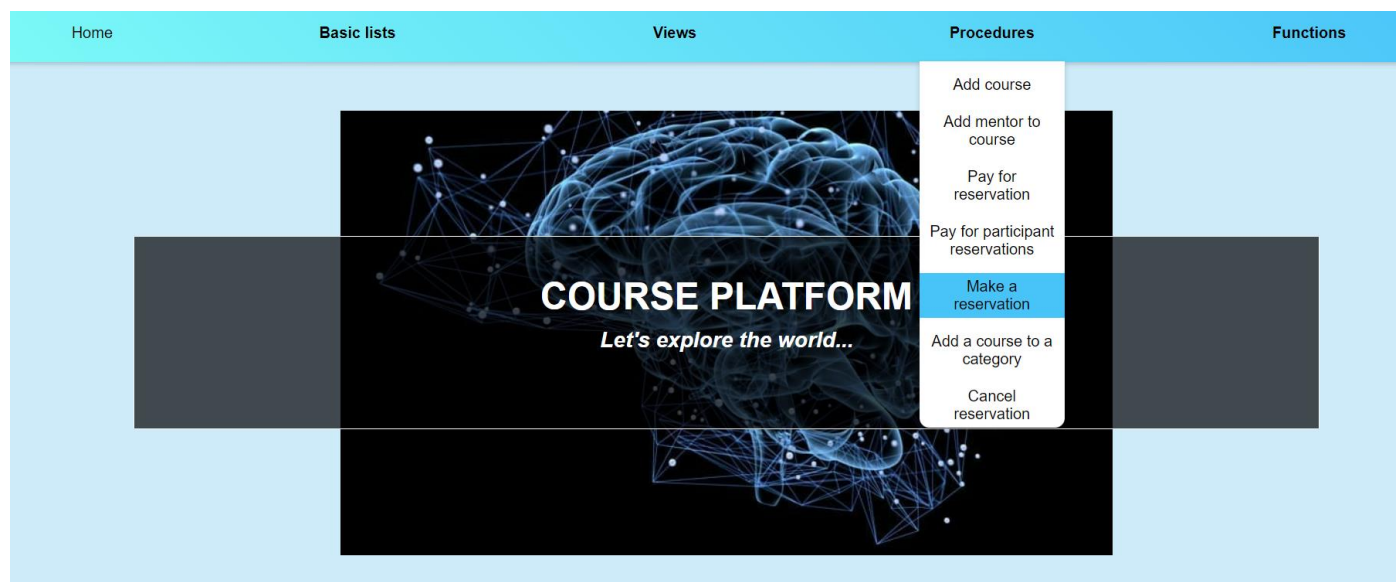 Home
Basic lists
Views
Procedures
Functions
Add course
Add mentor to
course
Pay for
reservation
Pay for participant
reservations
Make a
reservation
Add a course to a
category
Cancel
reservation
COURSE PLATFORM
Let's explore the world...